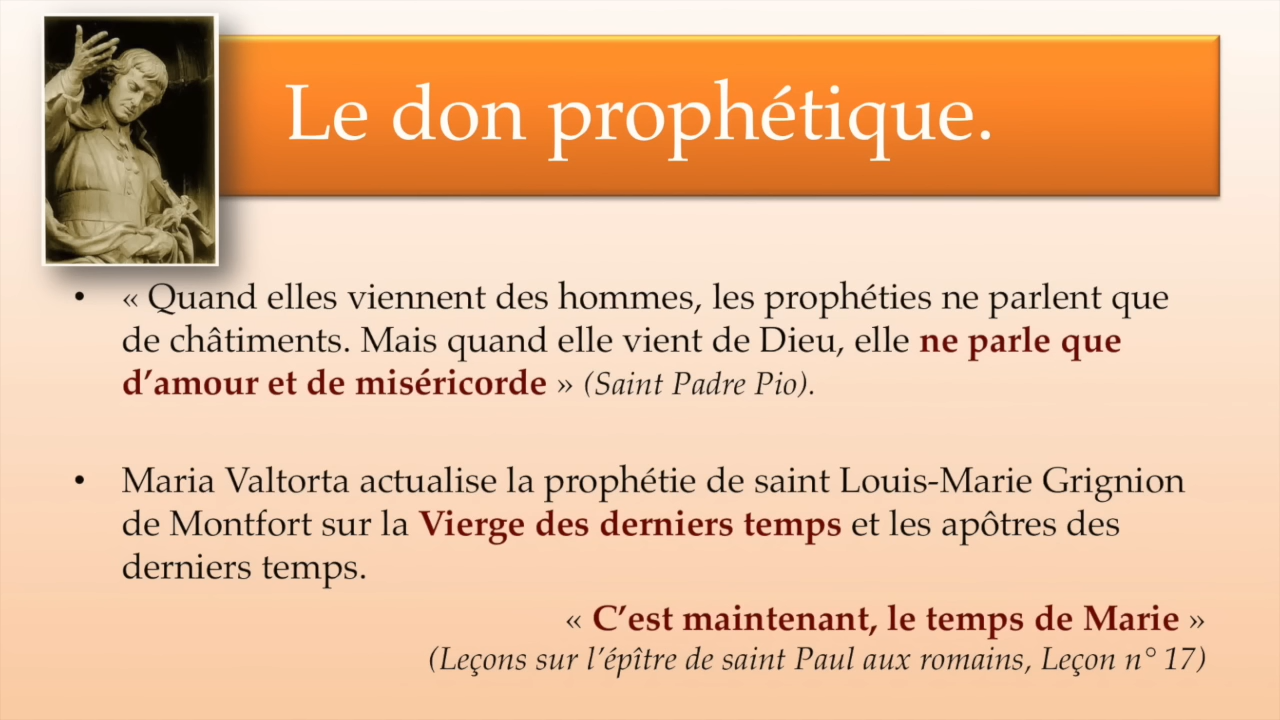 Le don prophétique.
• « Quand elles viennent des hommes, les prophéties ne parlent que
de châtiments. Mais quand elle vient de Dieu, elle ne parle que
d’amour et de miséricorde » (Saint Padre Pio).
• Maria Valtorta actualise la prophétie de saint Louis-Marie Grignion
de Montfort sur la Vierge des derniers temps et les apôtres des
derniers temps.
« C’est maintenant, le temps de Marie »
(Leçons sur l’épître de saint Paul aux romains, Leçon n° 17)